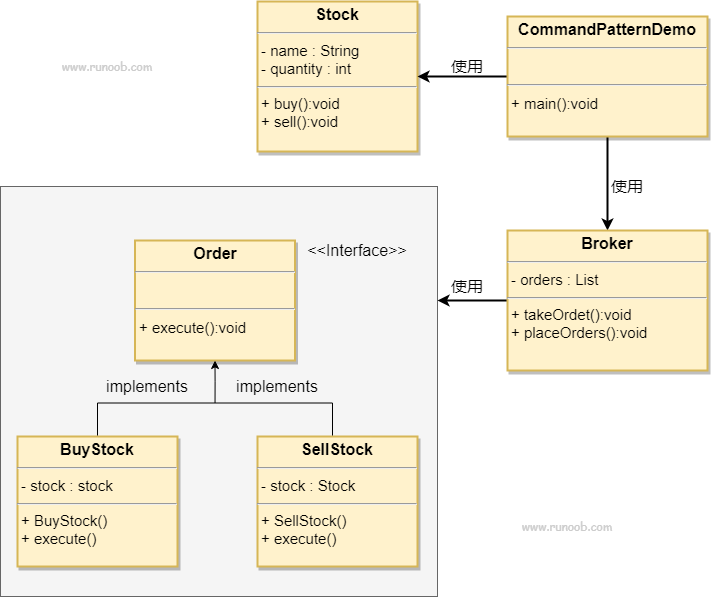 Stock
- name : String
- quantity : int
+ buy():void
+ sell():void
www.runoob.com
使用
CommandPatternDemo
+ main():void
使用
Broker
- orders : List
+ takeOrdet():void
+ placeOrders():void
使用
Order
<<Interface>>
+ execute():void
implements
implements
BuyStock
- stock : stock
+ BuyStock()
+ execute()
SellStock
- stock : Stock
+ SellStock()
+ execute()
www.runoob.com